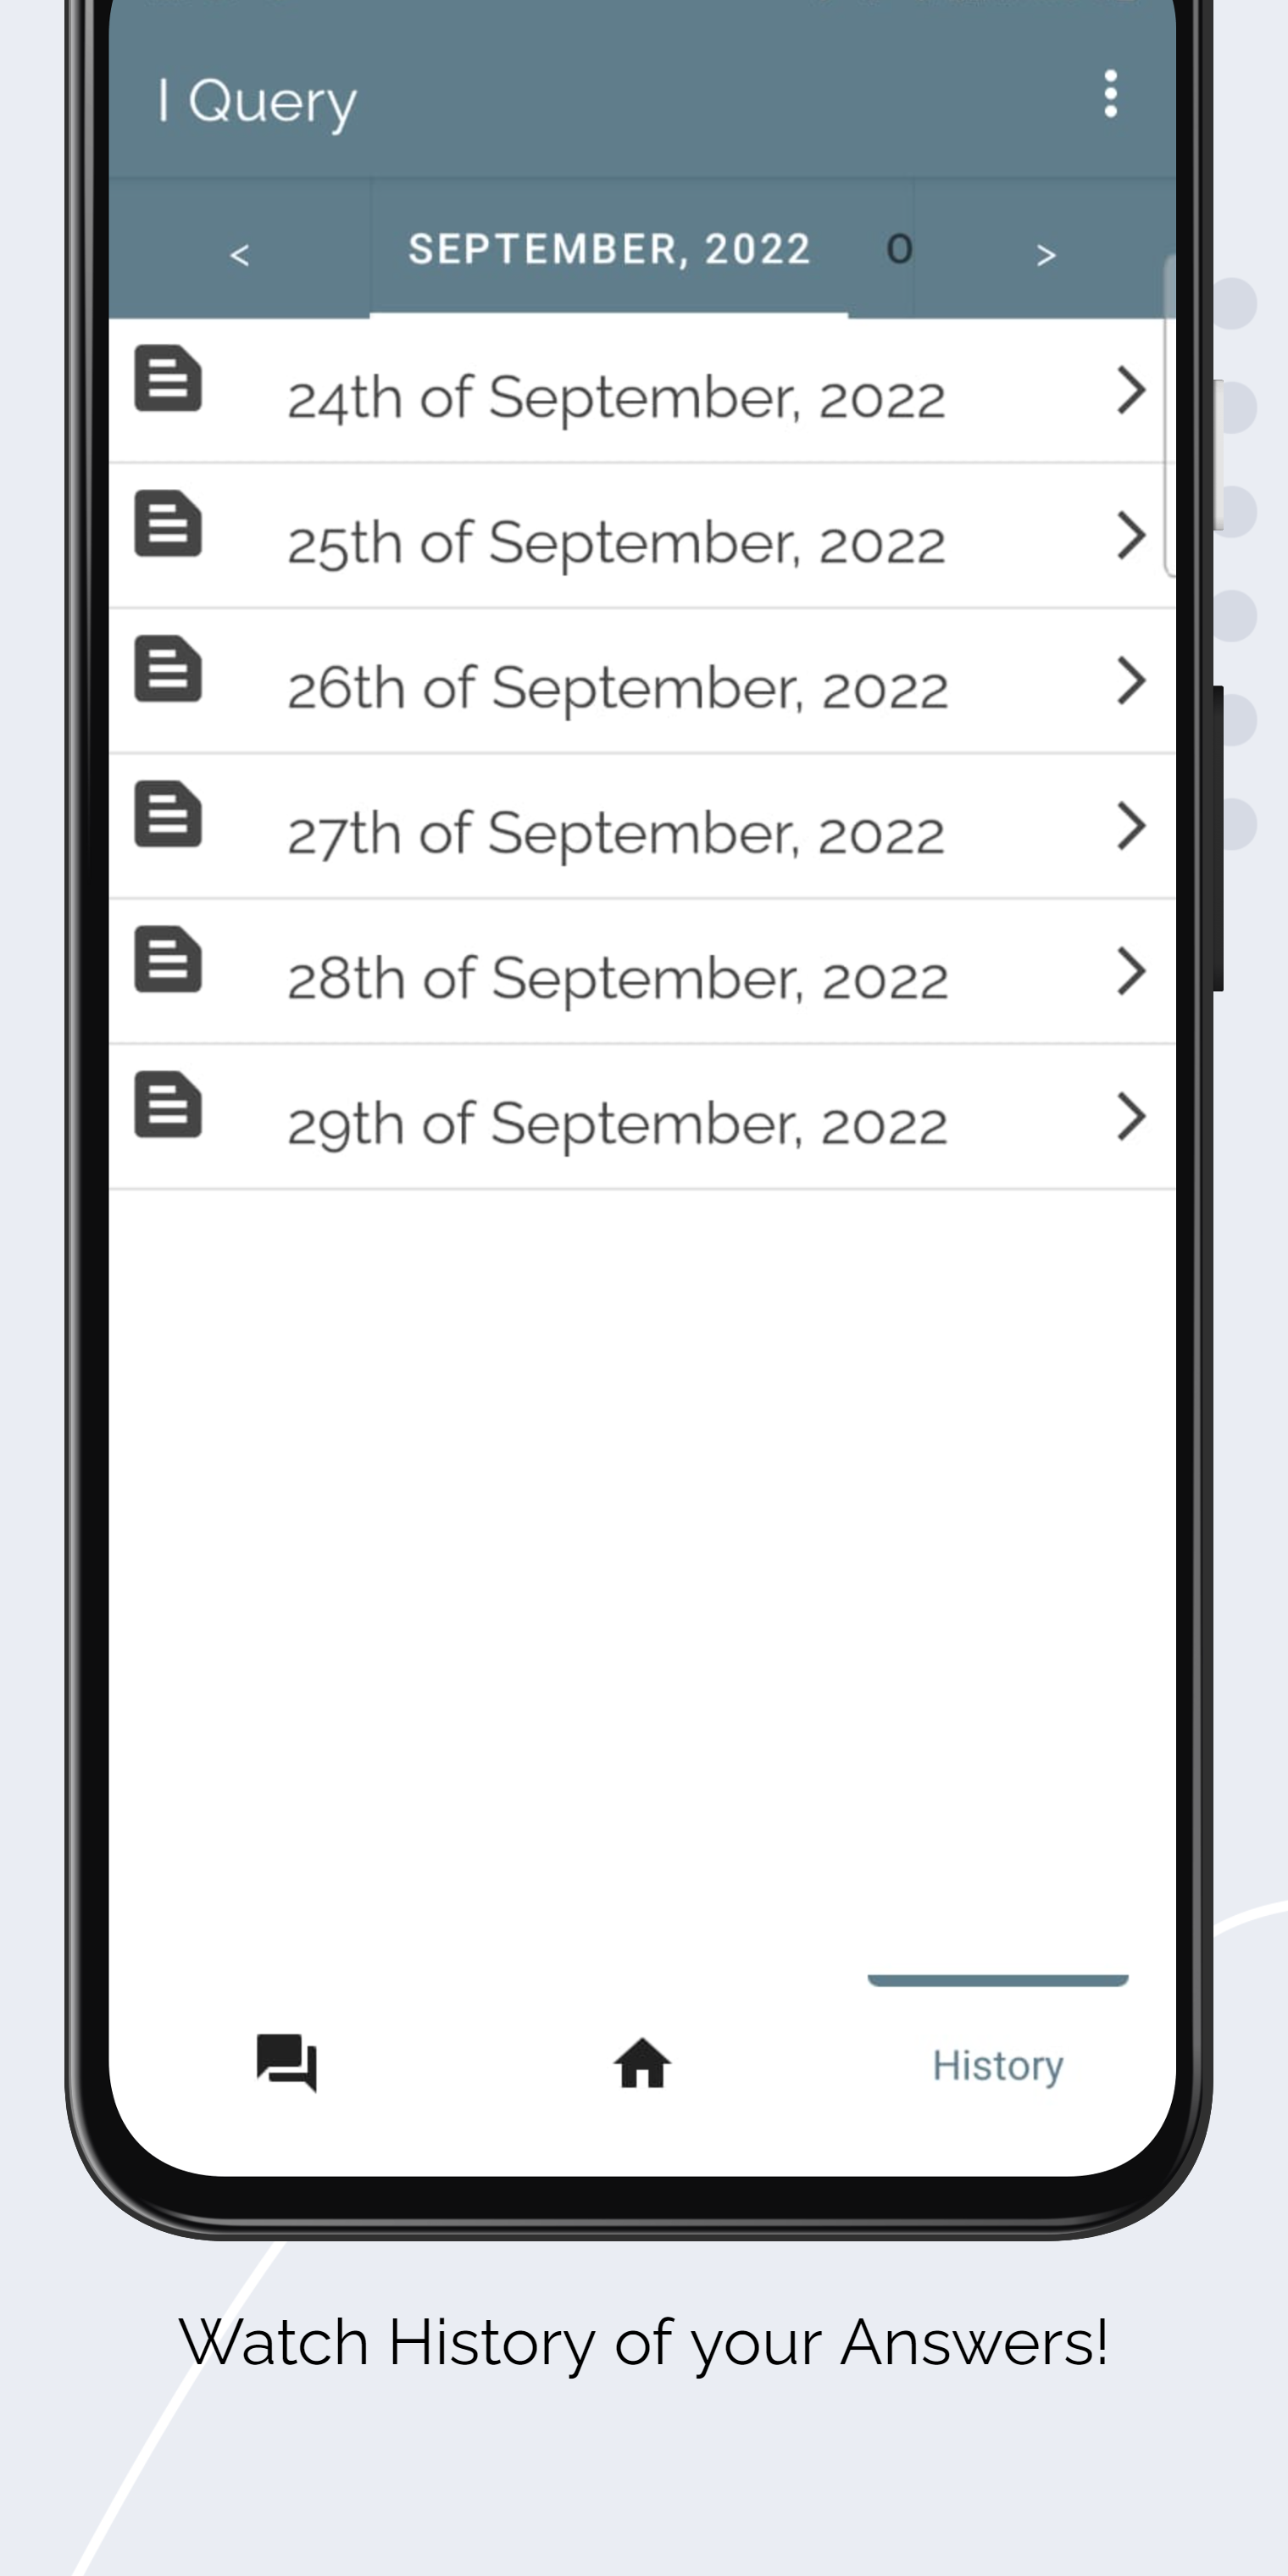 I Query
< SEPTEMBER, 2022 O >
24th of September, 2022
25th of September, 2022
26th of September, 2022
27th of September, 2022
28th of September, 2022
29th of September, 2022
History
Watch History of your Answers!